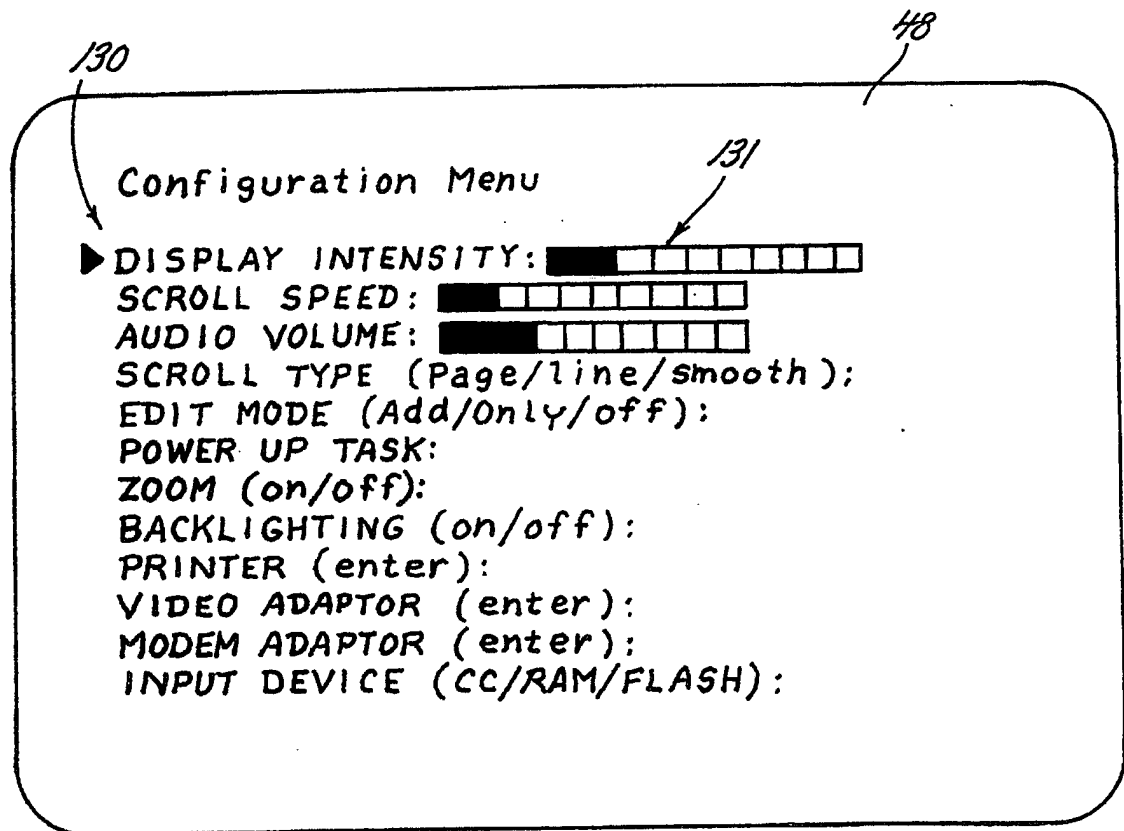 48
130
131
Configuration Menu
DISPLAY INTENSITY:
SCROLL SPEED:
AUDIO VOLUME:
SCROLL TYPE (Page/line/smooth):
EDIT MODE (Add/Only/off):
POWER UP TASK:
ZOOM (on/off):
BACKLIGHTING (on/off):
PRINTER (enter):
VIDEO ADAPTOR (enter):
MODEM ADAPTOR (enter):
INPUT DEVICE (CC/RAM/FLASH):